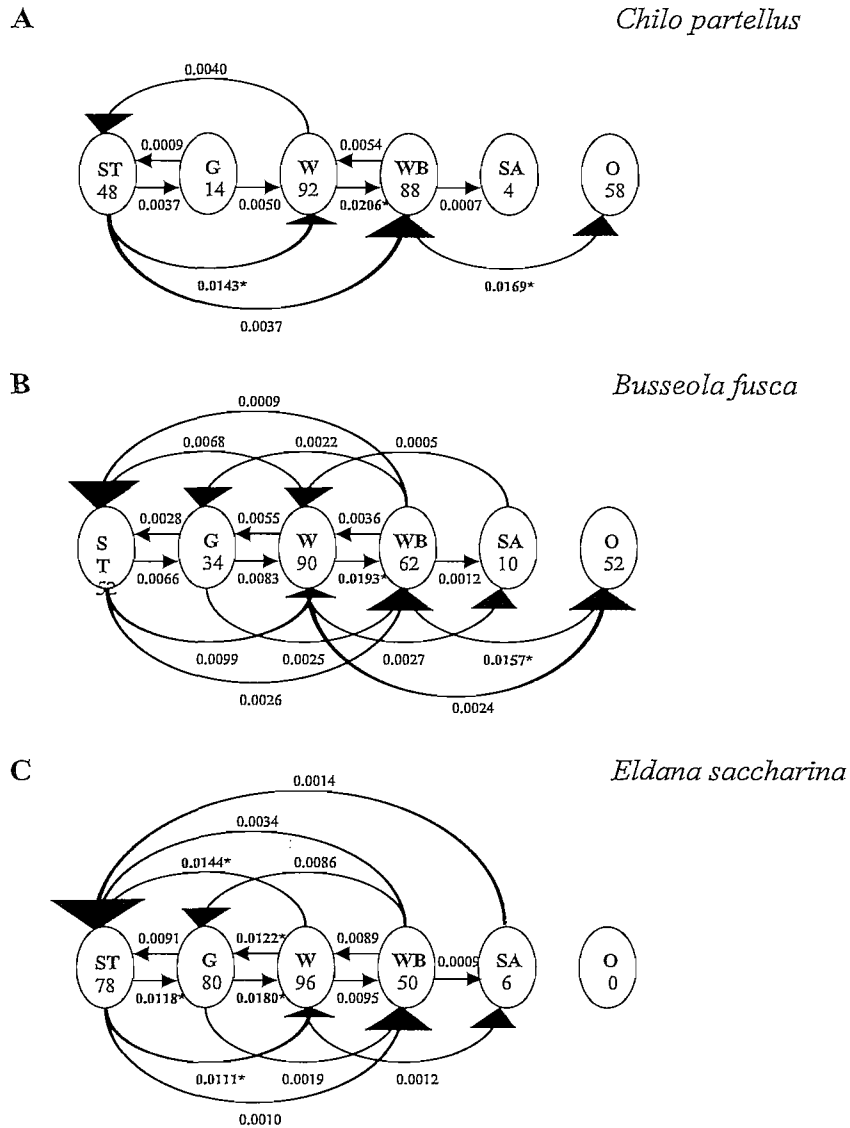 A Chilo partellus
0.0040
0.0009 0.0054
ST G W WB SA O
48 14 92 88 4 58
0.0037 0.0050 0.0206* 0.0007
0.0143* 0.0169*
0.0037
B Busseola fusca
0.0009
0.0068 0.0022 0.0005
0.0028 0.0055 0.0036
S G W WB SA O
T 34 90 62 10 52
52
0.0066 0.0083 0.0193* 0.0012
0.0099 0.0025 0.0027 0.0157*
0.0026 0.0024
C Eldana saccharina
0.0014
0.0034
0.0144* 0.0086
0.0091 0.0122* 0.0089 0.0009
ST G W WB SA O
78 80 96 50 6 0
0.0118* 0.0180* 0.0095
0.0111* 0.0019 0.0012
0.0010